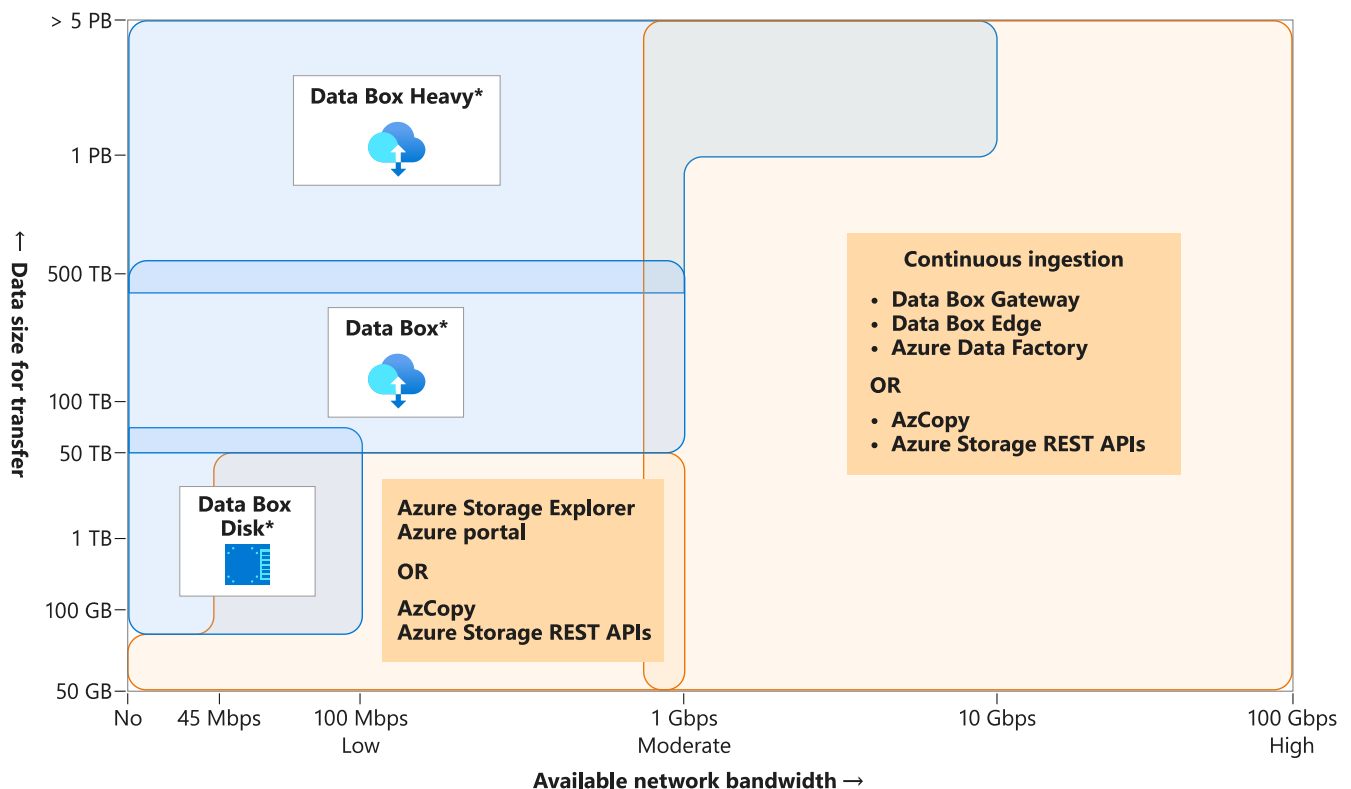 > 5 PB
1 PB
500 TB
100 TB
50 TB
1 TB
100 GB
50 GB
Data size for transfer →
Data Box Heavy*
Data Box*
Data Box
Disk*
Azure Storage Explorer
Azure portal
OR
AzCopy
Azure Storage REST APIs
Continuous ingestion
• Data Box Gateway
• Data Box Edge
• Azure Data Factory
OR
• AzCopy
• Azure Storage REST APIs
No
45 Mbps
100 Mbps
Low
1 Gbps
Moderate
10 Gbps
100 Gbps
High
Available network bandwidth →